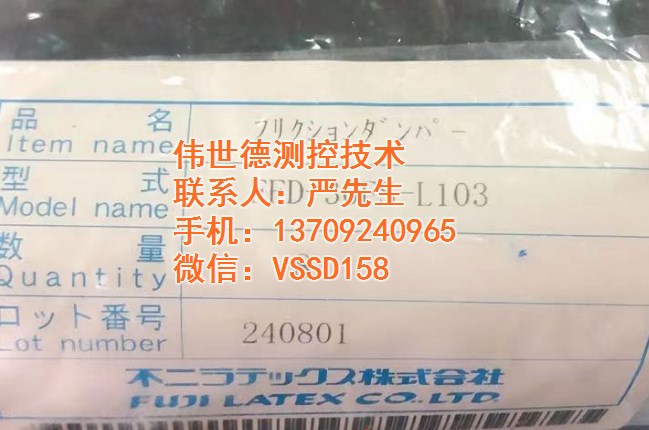 品 名 フリクションダンパー
Item name
伟世德测控技术
型 式
联系人：严先生
Model name -L103
手机：13709240965
数 量
微信：VSSD158
Quantity
ロット番号
Lot number 240801
不二ラテックス株式会社
FUJI LATEX CO.,LTD.